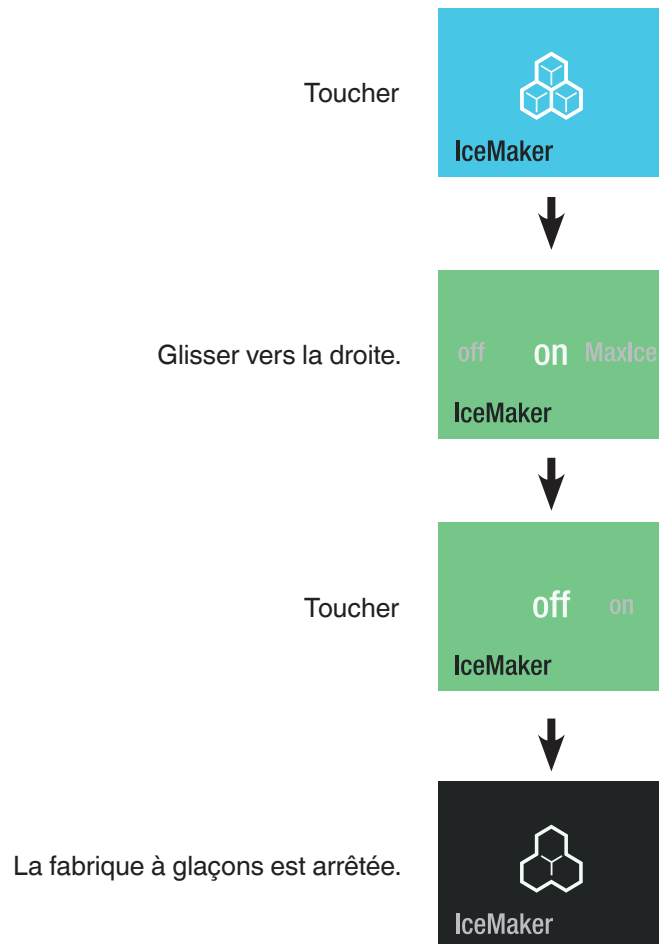 Toucher
IceMaker
Glisser vers la droite.
off on MaxIce
IceMaker
Toucher
off on
IceMaker
La fabrique à glaçons est arrêtée.
IceMaker